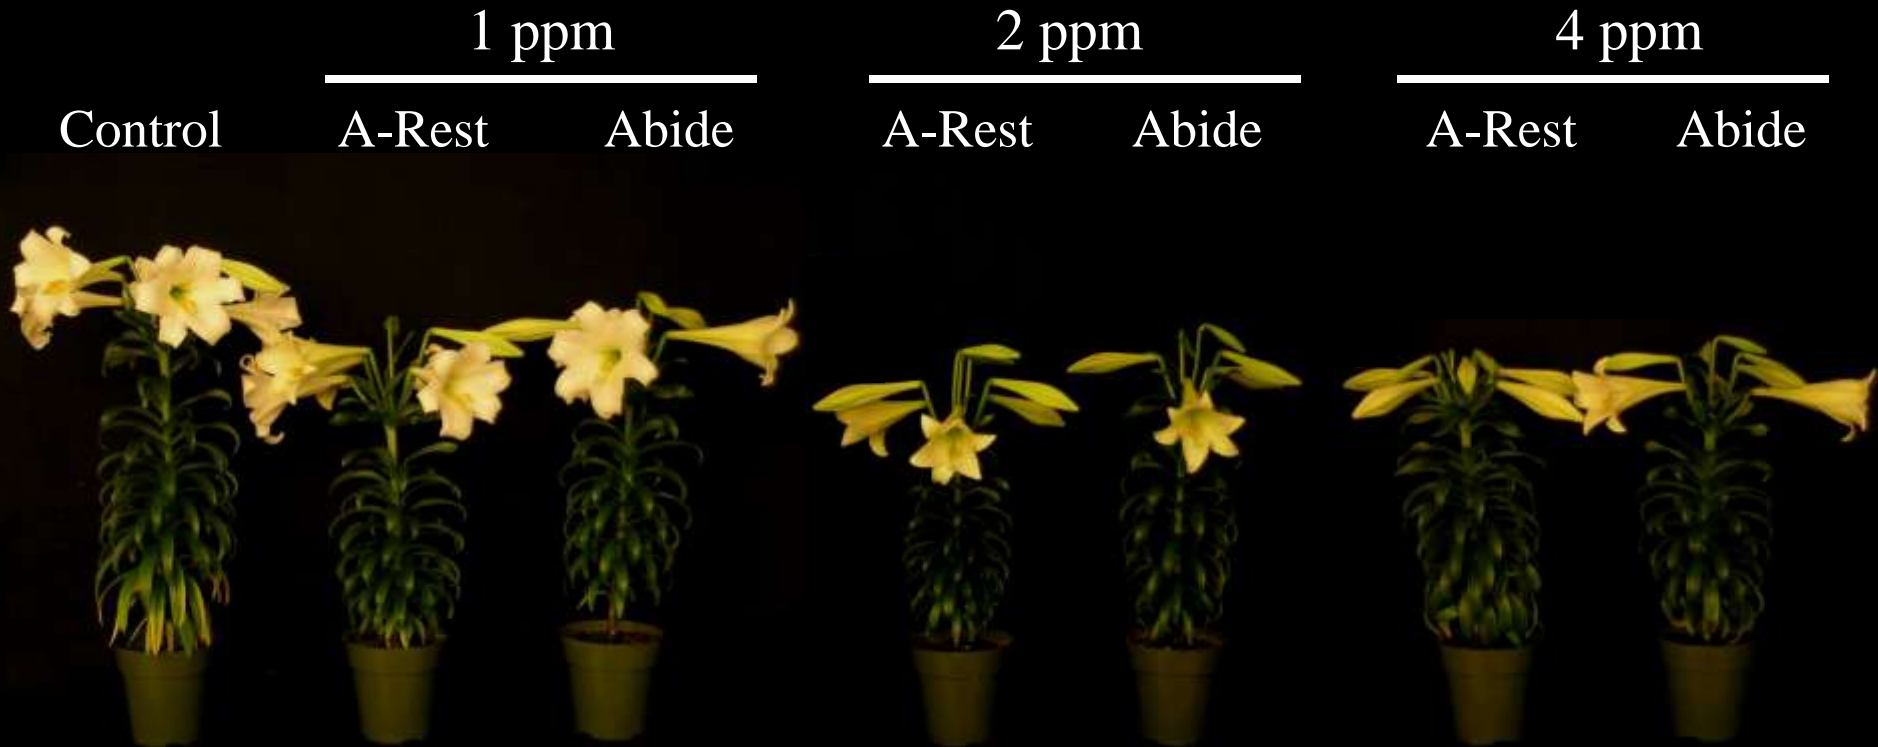 1 ppm 2 ppm 4 ppm
Control A-Rest Abide A-Rest Abide A-Rest Abide